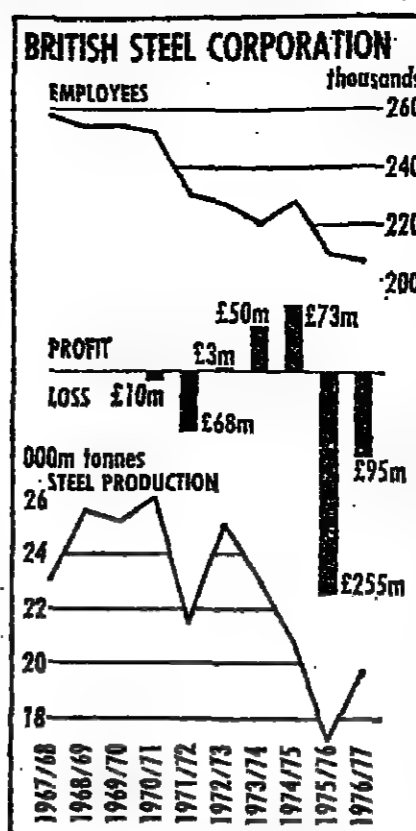 BRITISH STEEL CORPORATION
thousands
EMPLOYEES
260
240
220
200
£50m
£73m
£3m
PROFIT
LOSS
£10m
£68m
£95m
£255m
000m tonnes
STEEL PRODUCTION
26
24
22
20
18
1967/68
1968/69
1969/70
1970/71
1971/72
1972/73
1973/74
1974/75
1975/76
1976/77